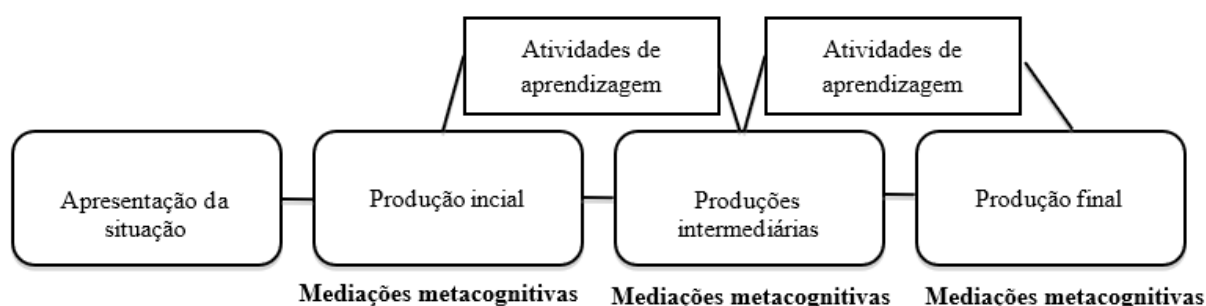 Atividades de
aprendizagem
Atividades de
aprendizagem
Apresentação da
situação
Produção incial
Produções
intermediárias
Produção final
Mediações metacognitivas
Mediações metacognitivas
Mediações metacognitivas